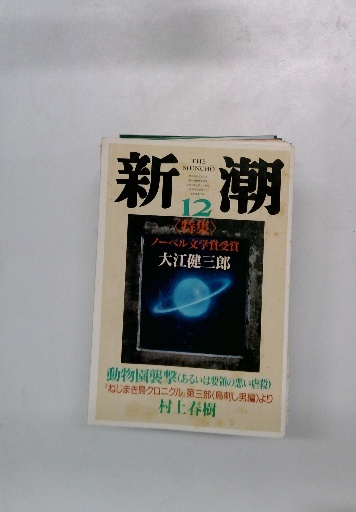 THE
SHINCHO
新潮
12
〈特集〉
ノーベル文学賞受賞
大江健三郎
動物園襲撃(あるいは要領の悪い虐殺)
『ねじまき鳥クロニクル』第三部〈鳥刺し男編〉より
村上春樹